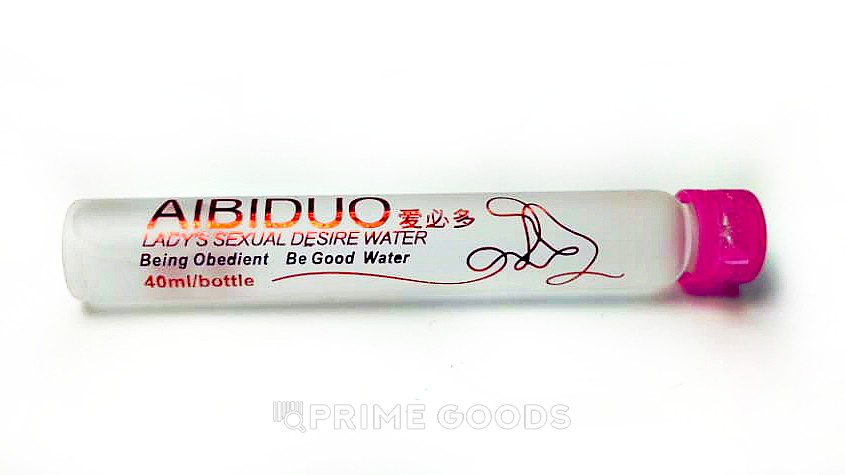 AIBIDUO 爱必多
LADY'S SEXUAL DESIRE WATER
Being Obedient Be Good Water
40ml/bottle
PRIME GOODS